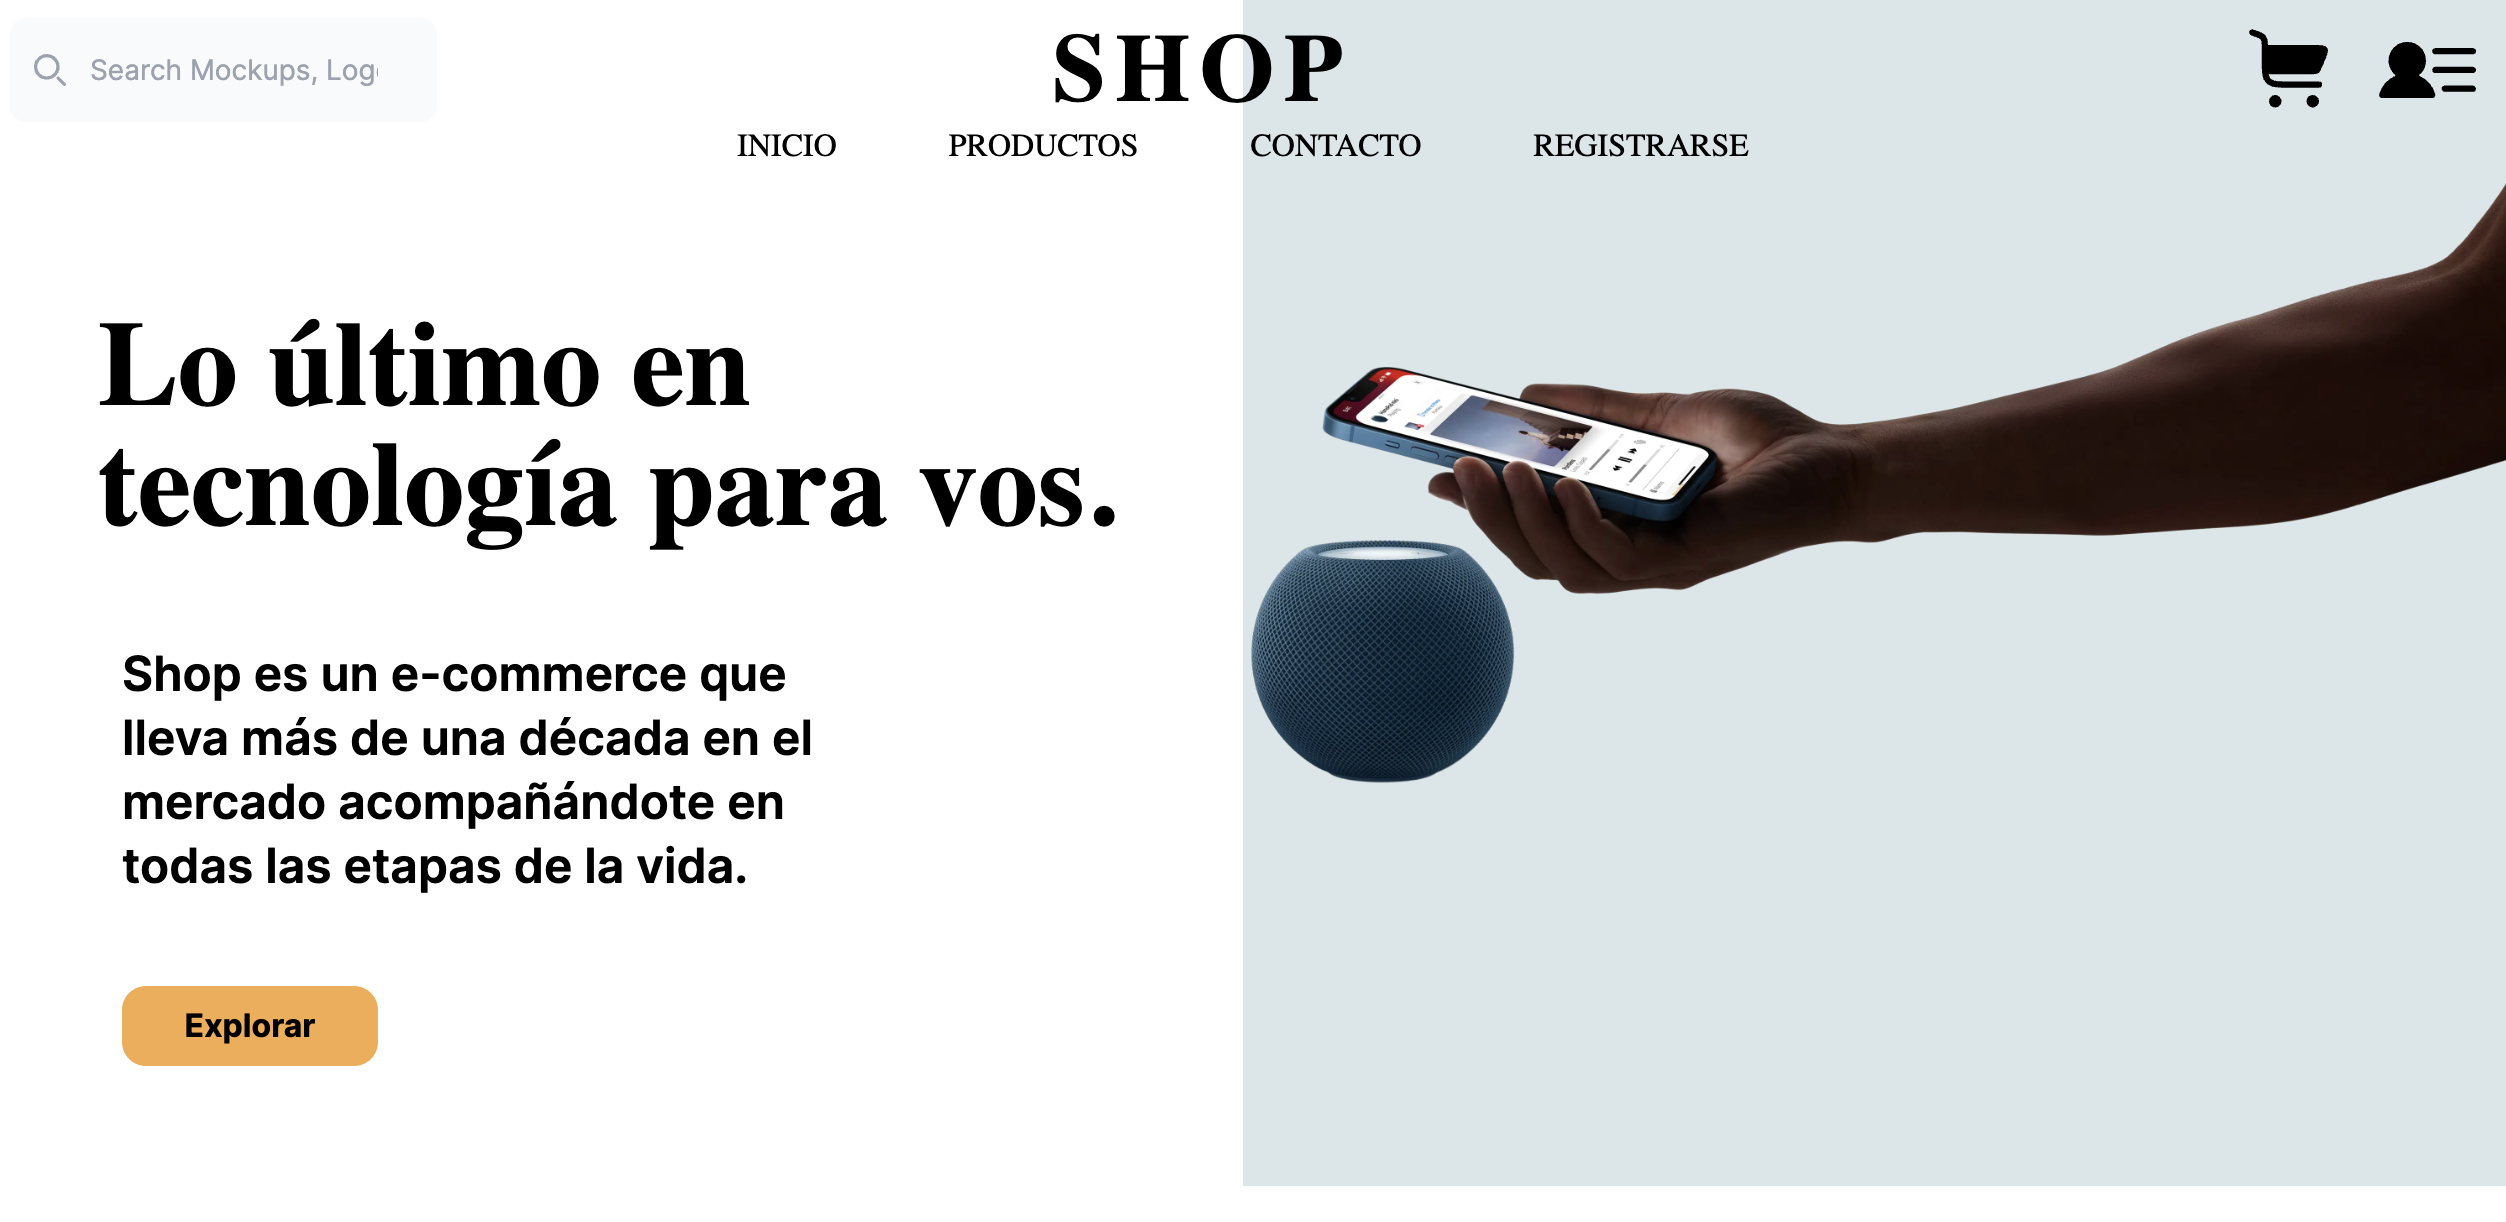 Search Mockups, Log
SHOP
INICIO PRODUCTOS CONTACTO REGISTRARSE
Lo último en
tecnología para vos.
Shop es un e-commerce que
lleva más de una década en el
mercado acompañándote en
todas las etapas de la vida.
Explorar